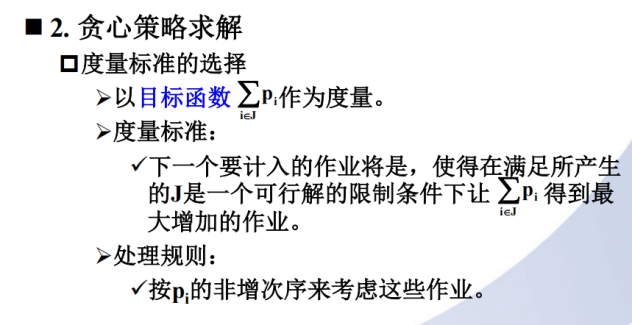 ■ 2. 贪心策略求解
❑度量标准的选择
➢以目标函数 ∑pi作为度量。
i∈J
➢度量标准：
✓下一个要计入的作业将是，使得在满足所产生
的J是一个可行解的限制条件下让 ∑pi 得到最
i∈J
大增加的作业。
➢处理规则：
✓按pi的非增次序来考虑这些作业。